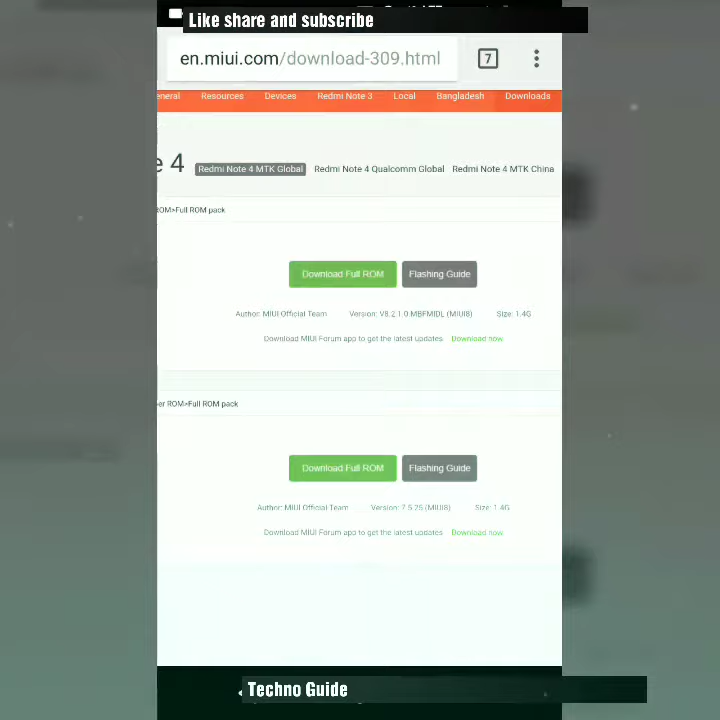 Like share and subscribe
en.miui.com/download-309.html
7
eneral Resources Devices Redmi Note 3 Local Bangladesh Downloads
e 4 Redmi Note 4 MTK Global Redmi Note 4 Qualcomm Global Redmi Note 4 MTK China
ROM>Full ROM pack
Download Full ROM Flashing Guide
Author: MIUI Official Team Version: V8.2.1.0.MBFMIDL (MIUI8) Size: 1.4G
Download MIUI Forum app to get the latest updates Download now
er ROM>Full ROM pack
Download Full ROM Flashing Guide
Author: MIUI Official Team Version: 7.5.25 (MIUI8) Size: 1.4G
Download MIUI Forum app to get the latest updates Download now
Techno Guide